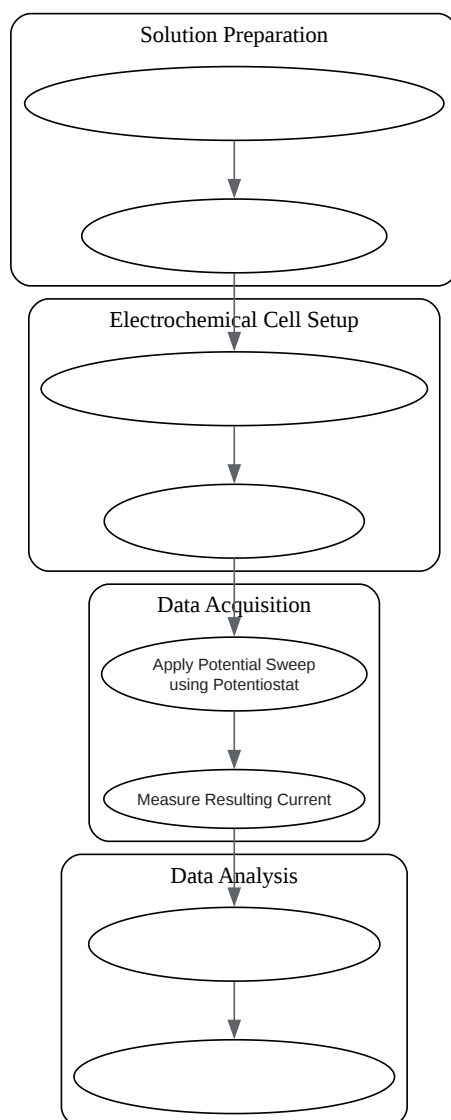 Solution Preparation
Electrochemical Cell Setup
Data Acquisition
Apply Potential Sweep
using Potentiostat
Measure Resulting Current
Data Analysis